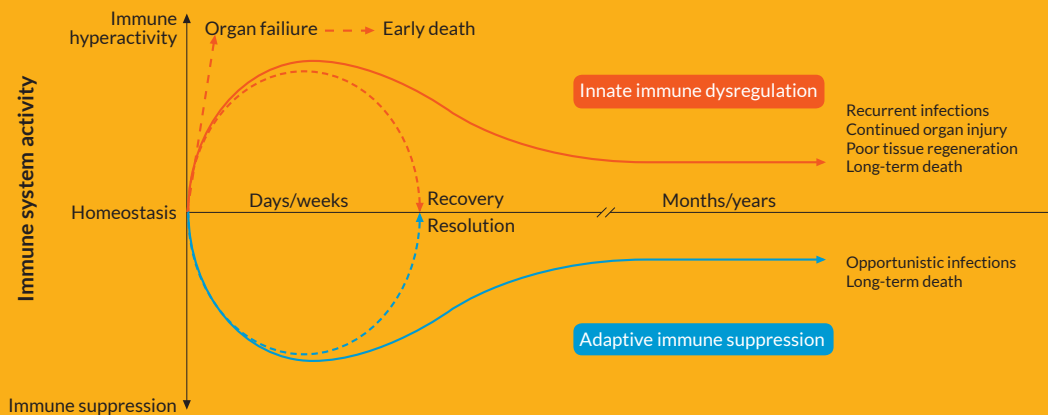 Immune
hyperactivity
Organ failiure
Early death
Immune system activity
Innate immune dysregulation
Recurrent infections
Continued organ injury
Poor tissue regeneration
Long-term death
Homeostasis
Days/weeks
Recovery
Resolution
Months/years
Opportunistic infections
Long-term death
Adaptive immune suppression
Immune suppression